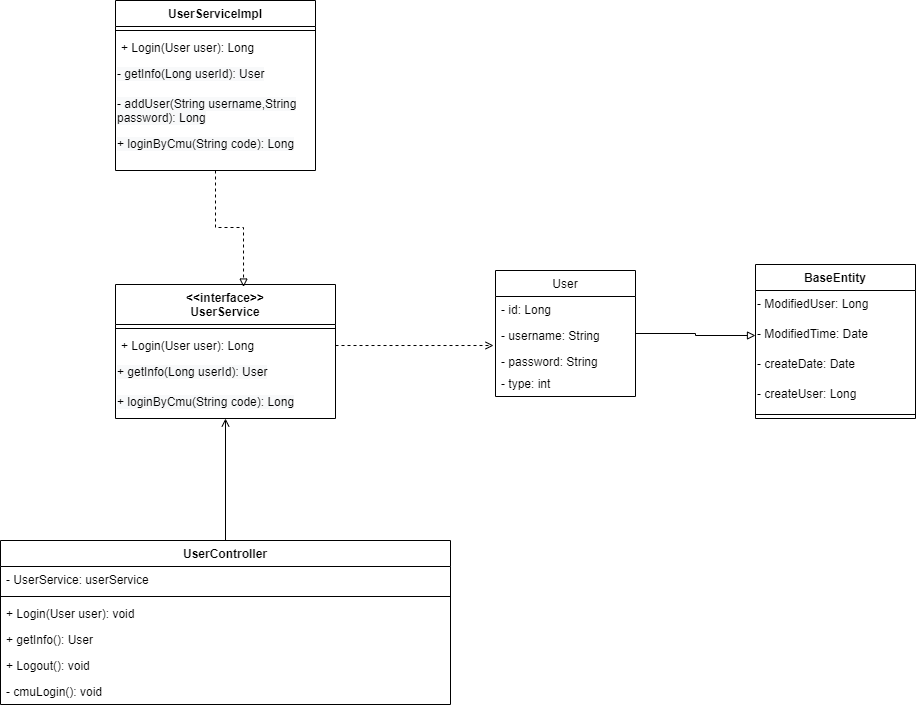 UserServiceImpl
+ Login(User user): Long
- getInfo(Long userId): User
- addUser(String username,String
password): Long
+ loginByCmu(String code): Long
<<interface>>
UserService
+ Login(User user): Long
+ getInfo(Long userId): User
+ loginByCmu(String code): Long
User
- id: Long
- username: String
- password: String
- type: int
BaseEntity
- ModifiedUser: Long
- ModifiedTime: Date
- createDate: Date
- createUser: Long
UserController
- UserService: userService
+ Login(User user): void
+ getInfo(): User
+ Logout(): void
- cmuLogin(): void